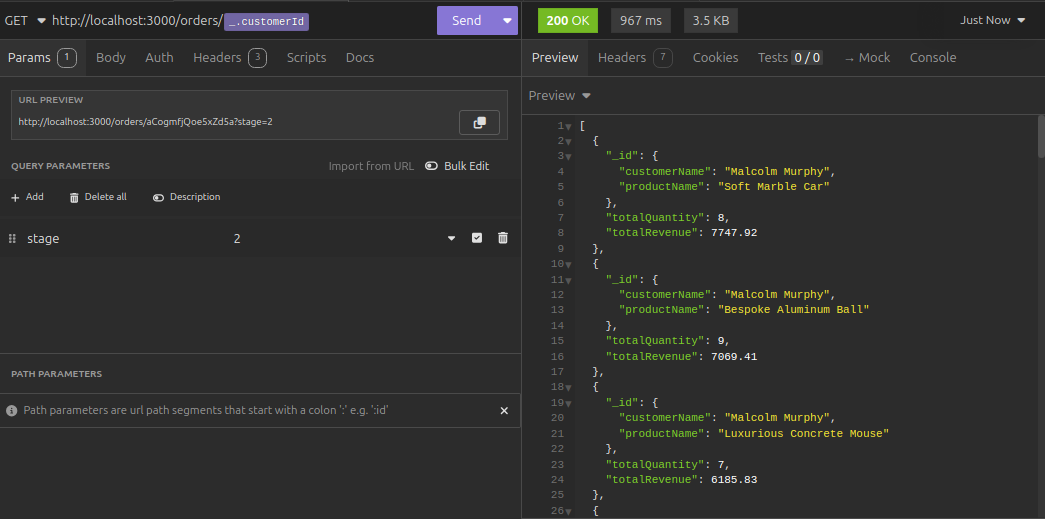 GET http://localhost:3000/orders/ _.customerId Send
Params 1 Body Auth Headers 3 Scripts Docs
URL PREVIEW
http://localhost:3000/orders/aCogmfjQoe5xZd5a?stage=2
QUERY PARAMETERS Import from URL Bulk Edit
+ Add Delete all Description
stage 2
PATH PARAMETERS
Path parameters are url path segments that start with a colon ':' e.g. ':id'
200 OK 967 ms 3.5 KB Just Now
Preview Headers 7 Cookies Tests 0 / 0 → Mock Console
Preview
1 [
2 {
3 "_id": {
4 "customerName": "Malcolm Murphy",
5 "productName": "Soft Marble Car"
6 },
7 "totalQuantity": 8,
8 "totalRevenue": 7747.92
9 },
10 {
11 "_id": {
12 "customerName": "Malcolm Murphy",
13 "productName": "Bespoke Aluminum Ball"
14 },
15 "totalQuantity": 9,
16 "totalRevenue": 7069.41
17 },
18 {
19 "_id": {
20 "customerName": "Malcolm Murphy",
21 "productName": "Luxurious Concrete Mouse"
22 },
23 "totalQuantity": 7,
24 "totalRevenue": 6185.83
25 },
26 {